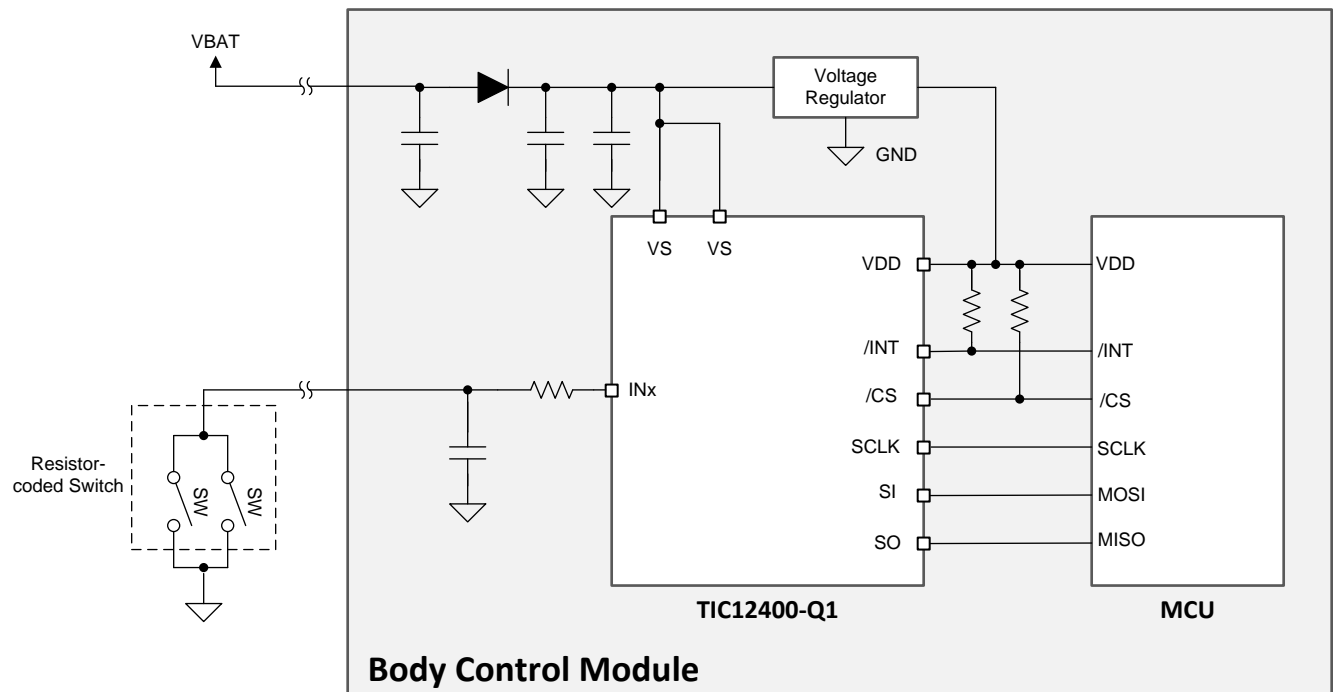 VBAT
Voltage
Regulator
GND
VS
VS
VDD
VDD
/INT
/INT
INx
/CS
/CS
SCLK
SCLK
Resistor-
coded Switch
SW
SW
SI
MOSI
SO
MISO
TIC12400-Q1
MCU
Body Control Module